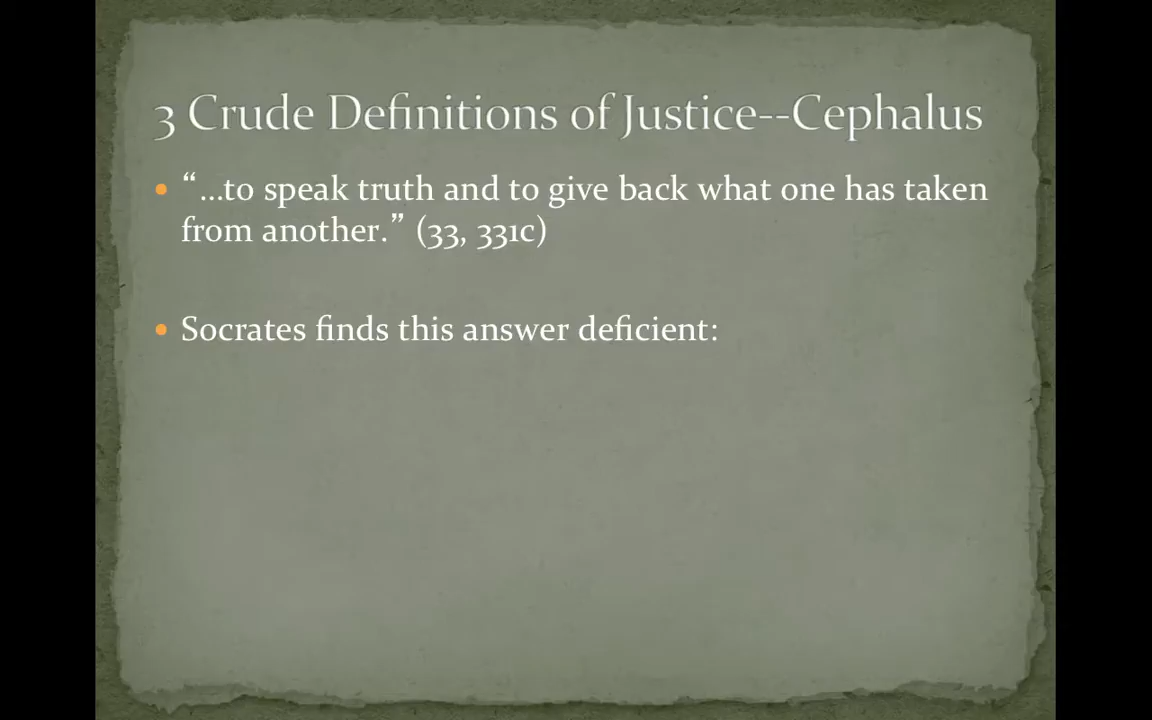 3 Crude Definitions of Justice--Cephalus
• “…to speak truth and to give back what one has taken
from another.” (33, 331c)
• Socrates finds this answer deficient: